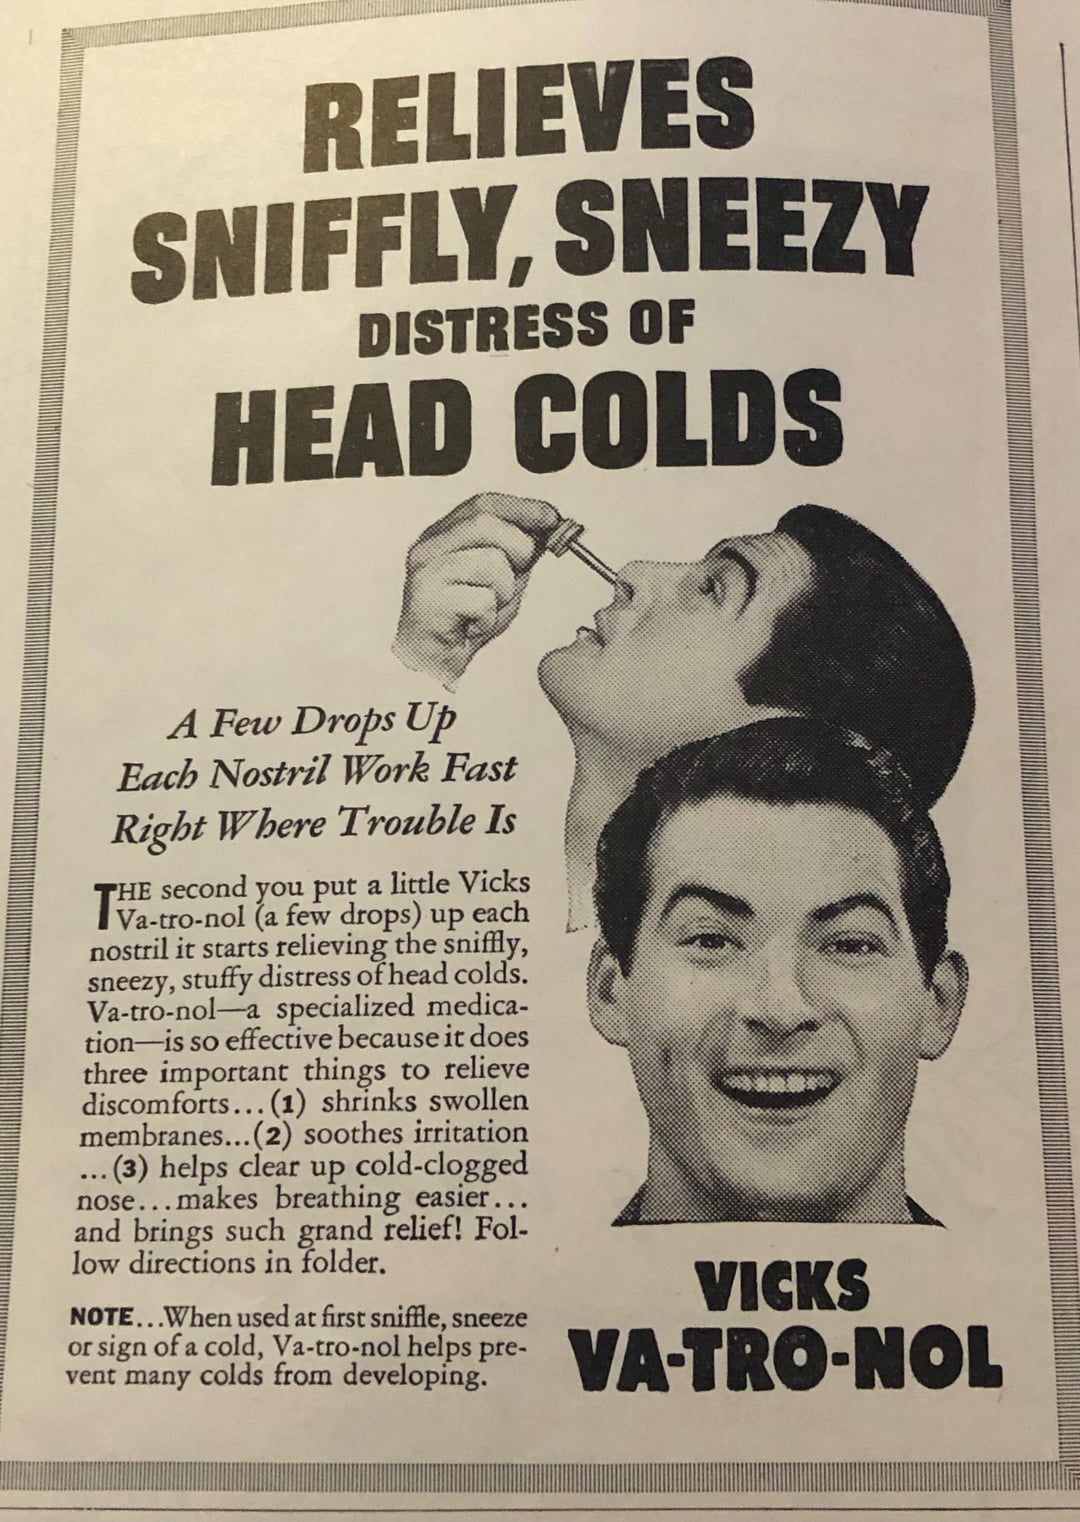 RELIEVES
SNIFFLY, SNEEZY
DISTRESS OF
HEAD COLDS
A Few Drops Up
Each Nostril Work Fast
Right Where Trouble Is
THE second you put a little Vicks
Va-tro-nol (a few drops) up each
nostril it starts relieving the sniffly,
sneezy, stuffy distress of head colds.
Va-tro-nol—a specialized medica-
tion—is so effective because it does
three important things to relieve
discomforts...(1) shrinks swollen
membranes...(2) soothes irritation
...(3) helps clear up cold-clogged
nose...makes breathing easier...
and brings such grand relief! Fol-
low directions in folder.
NOTE...When used at first sniffle, sneeze
or sign of a cold, Va-tro-nol helps pre-
vent many colds from developing.
VICKS
VA-TRO-NOL